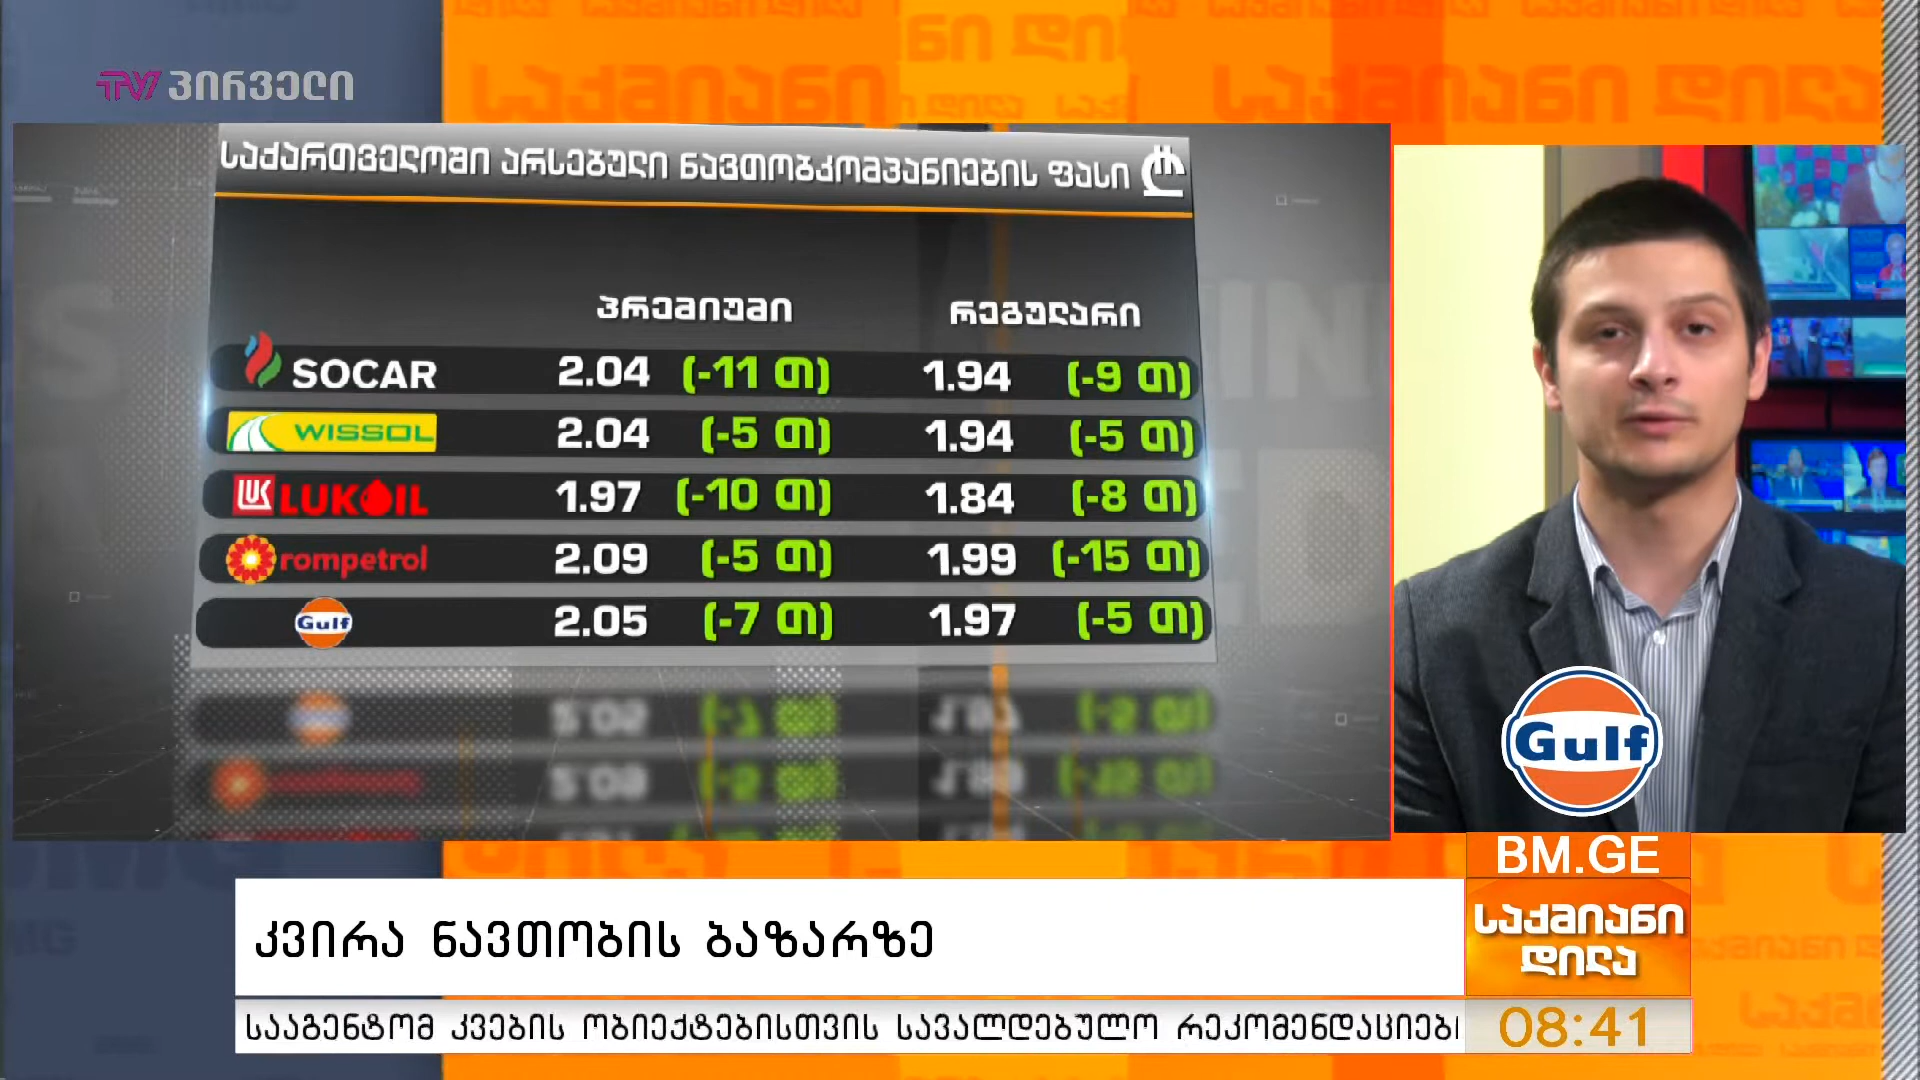 TV პირველი
საქართველოში არსებული ნავთობკომპანიების ფასი ₾
პრემიუმი რეგულარი
SOCAR 2.04 (-11 თ) 1.94 (-9 თ)
WISSOL 2.04 (-5 თ) 1.94 (-5 თ)
LUKOIL 1.97 (-10 თ) 1.84 (-8 თ)
rompetrol 2.09 (-5 თ) 1.99 (-15 თ)
Gulf 2.05 (-7 თ) 1.97 (-5 თ)
Gulf
BM.GE
საქმიანი
დილა
კვირა ნავთობის ბაზარზე
სააგენტომ კვების ობიექტებისთვის სავალდებულო რეკომენდაციები
08:41